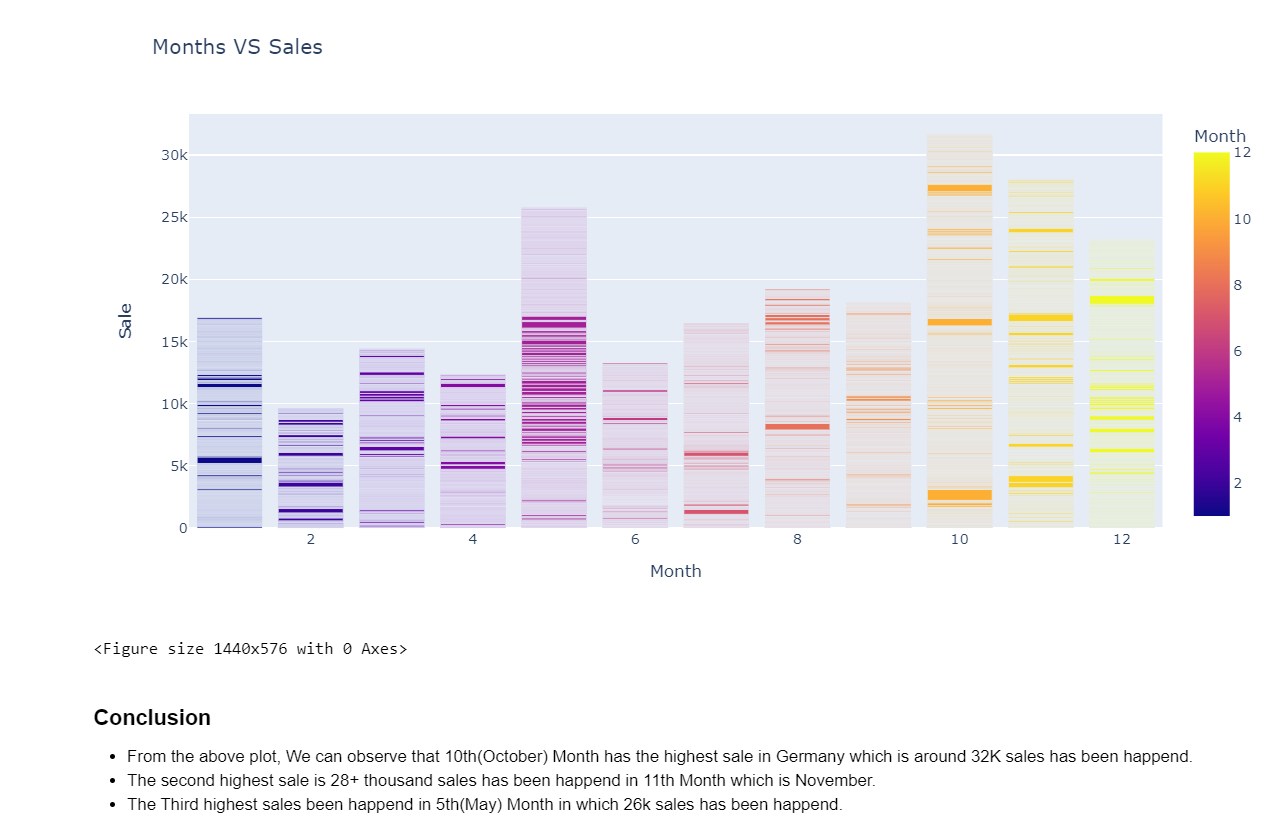 Months VS Sales
Month
12
10
8
6
4
2
Sale
30k
25k
20k
15k
10k
5k
0
2 4 6 8 10 12
Month
<Figure size 1440x576 with 0 Axes>
Conclusion
• From the above plot, We can observe that 10th(October) Month has the highest sale in Germany which is around 32K sales has been happend.
• The second highest sale is 28+ thousand sales has been happend in 11th Month which is November.
• The Third highest sales been happend in 5th(May) Month in which 26k sales has been happend.